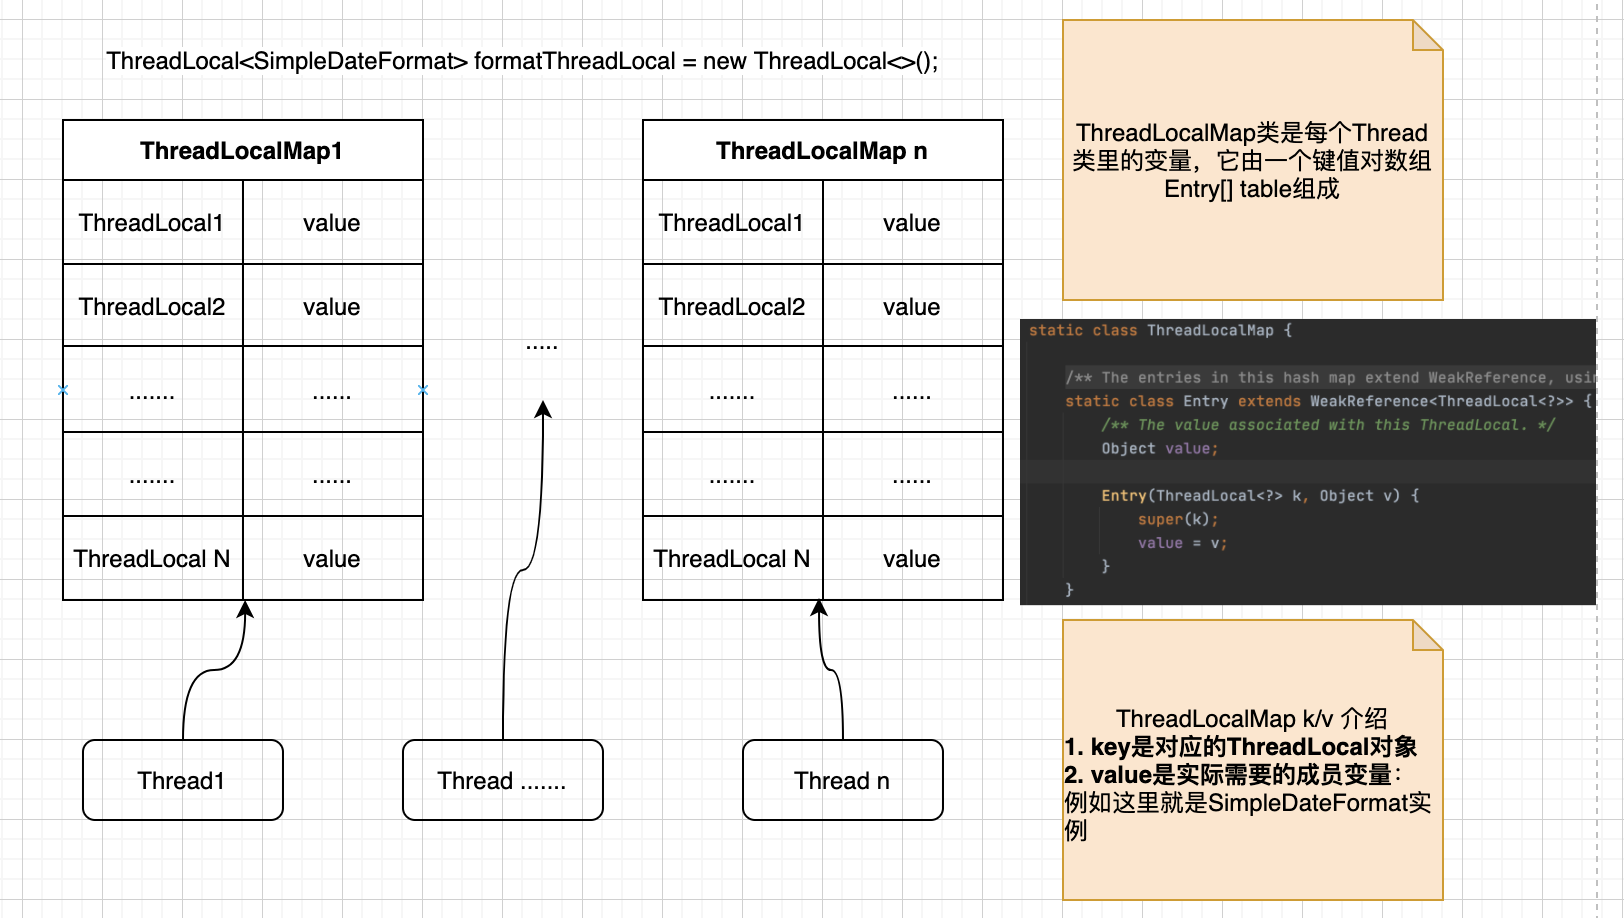 ThreadLocal<SimpleDateFormat> formatThreadLocal = new ThreadLocal<>();
ThreadLocalMap1
ThreadLocal1 value
ThreadLocal2 value
....... ......
....... ......
ThreadLocal N value
.....
ThreadLocalMap n
ThreadLocal1 value
ThreadLocal2 value
....... ......
....... ......
ThreadLocal N value
Thread1
Thread .......
Thread n
ThreadLocalMap类是每个Thread
类里的变量，它由一个键值对数组
Entry[] table组成
static class ThreadLocalMap {
/** The entries in this hash map extend WeakReference, usin
static class Entry extends WeakReference<ThreadLocal<?>> {
/** The value associated with this ThreadLocal. */
Object value;
Entry(ThreadLocal<?> k, Object v) {
super(k);
value = v;
}
}
ThreadLocalMap k/v 介绍
1. key是对应的ThreadLocal对象
2. value是实际需要的成员变量：
例如这里就是SimpleDateFormat实
例